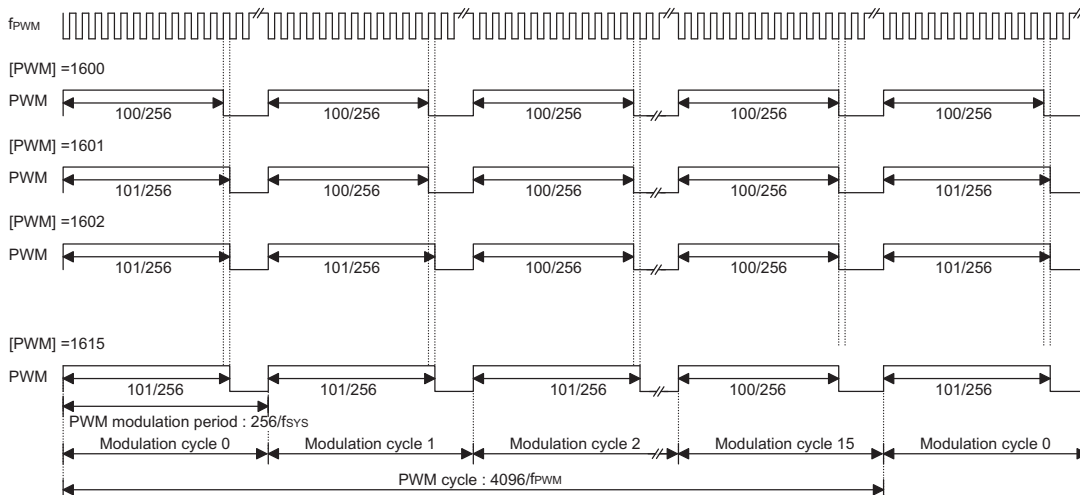 fPWM
[PWM] =1600
PWM
100/256 100/256 100/256 100/256 100/256
[PWM] =1601
PWM
101/256 100/256 100/256 100/256 101/256
[PWM] =1602
PWM
101/256 101/256 100/256 100/256 101/256
[PWM] =1615
PWM
101/256 101/256 101/256 100/256 101/256
PWM modulation period : 256/fSYS
Modulation cycle 0 Modulation cycle 1 Modulation cycle 2 Modulation cycle 15 Modulation cycle 0
PWM cycle : 4096/fPWM